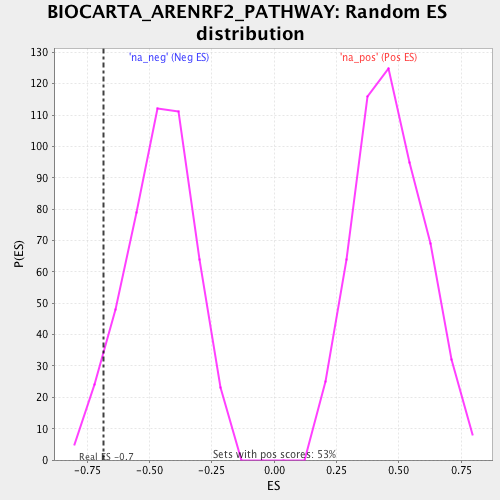 BIOCARTA_ARENRF2_PATHWAY: Random ES
distribution
'na_neg' (Neg ES)
'na_pos' (Pos ES)
130
120
110
100
90
80
70
60
50
40
30
20
10
0
P(ES)
Real ES -0.7
Sets with pos scores: 53%
-0.75
-0.50
-0.25
0.00
0.25
0.50
0.75
ES